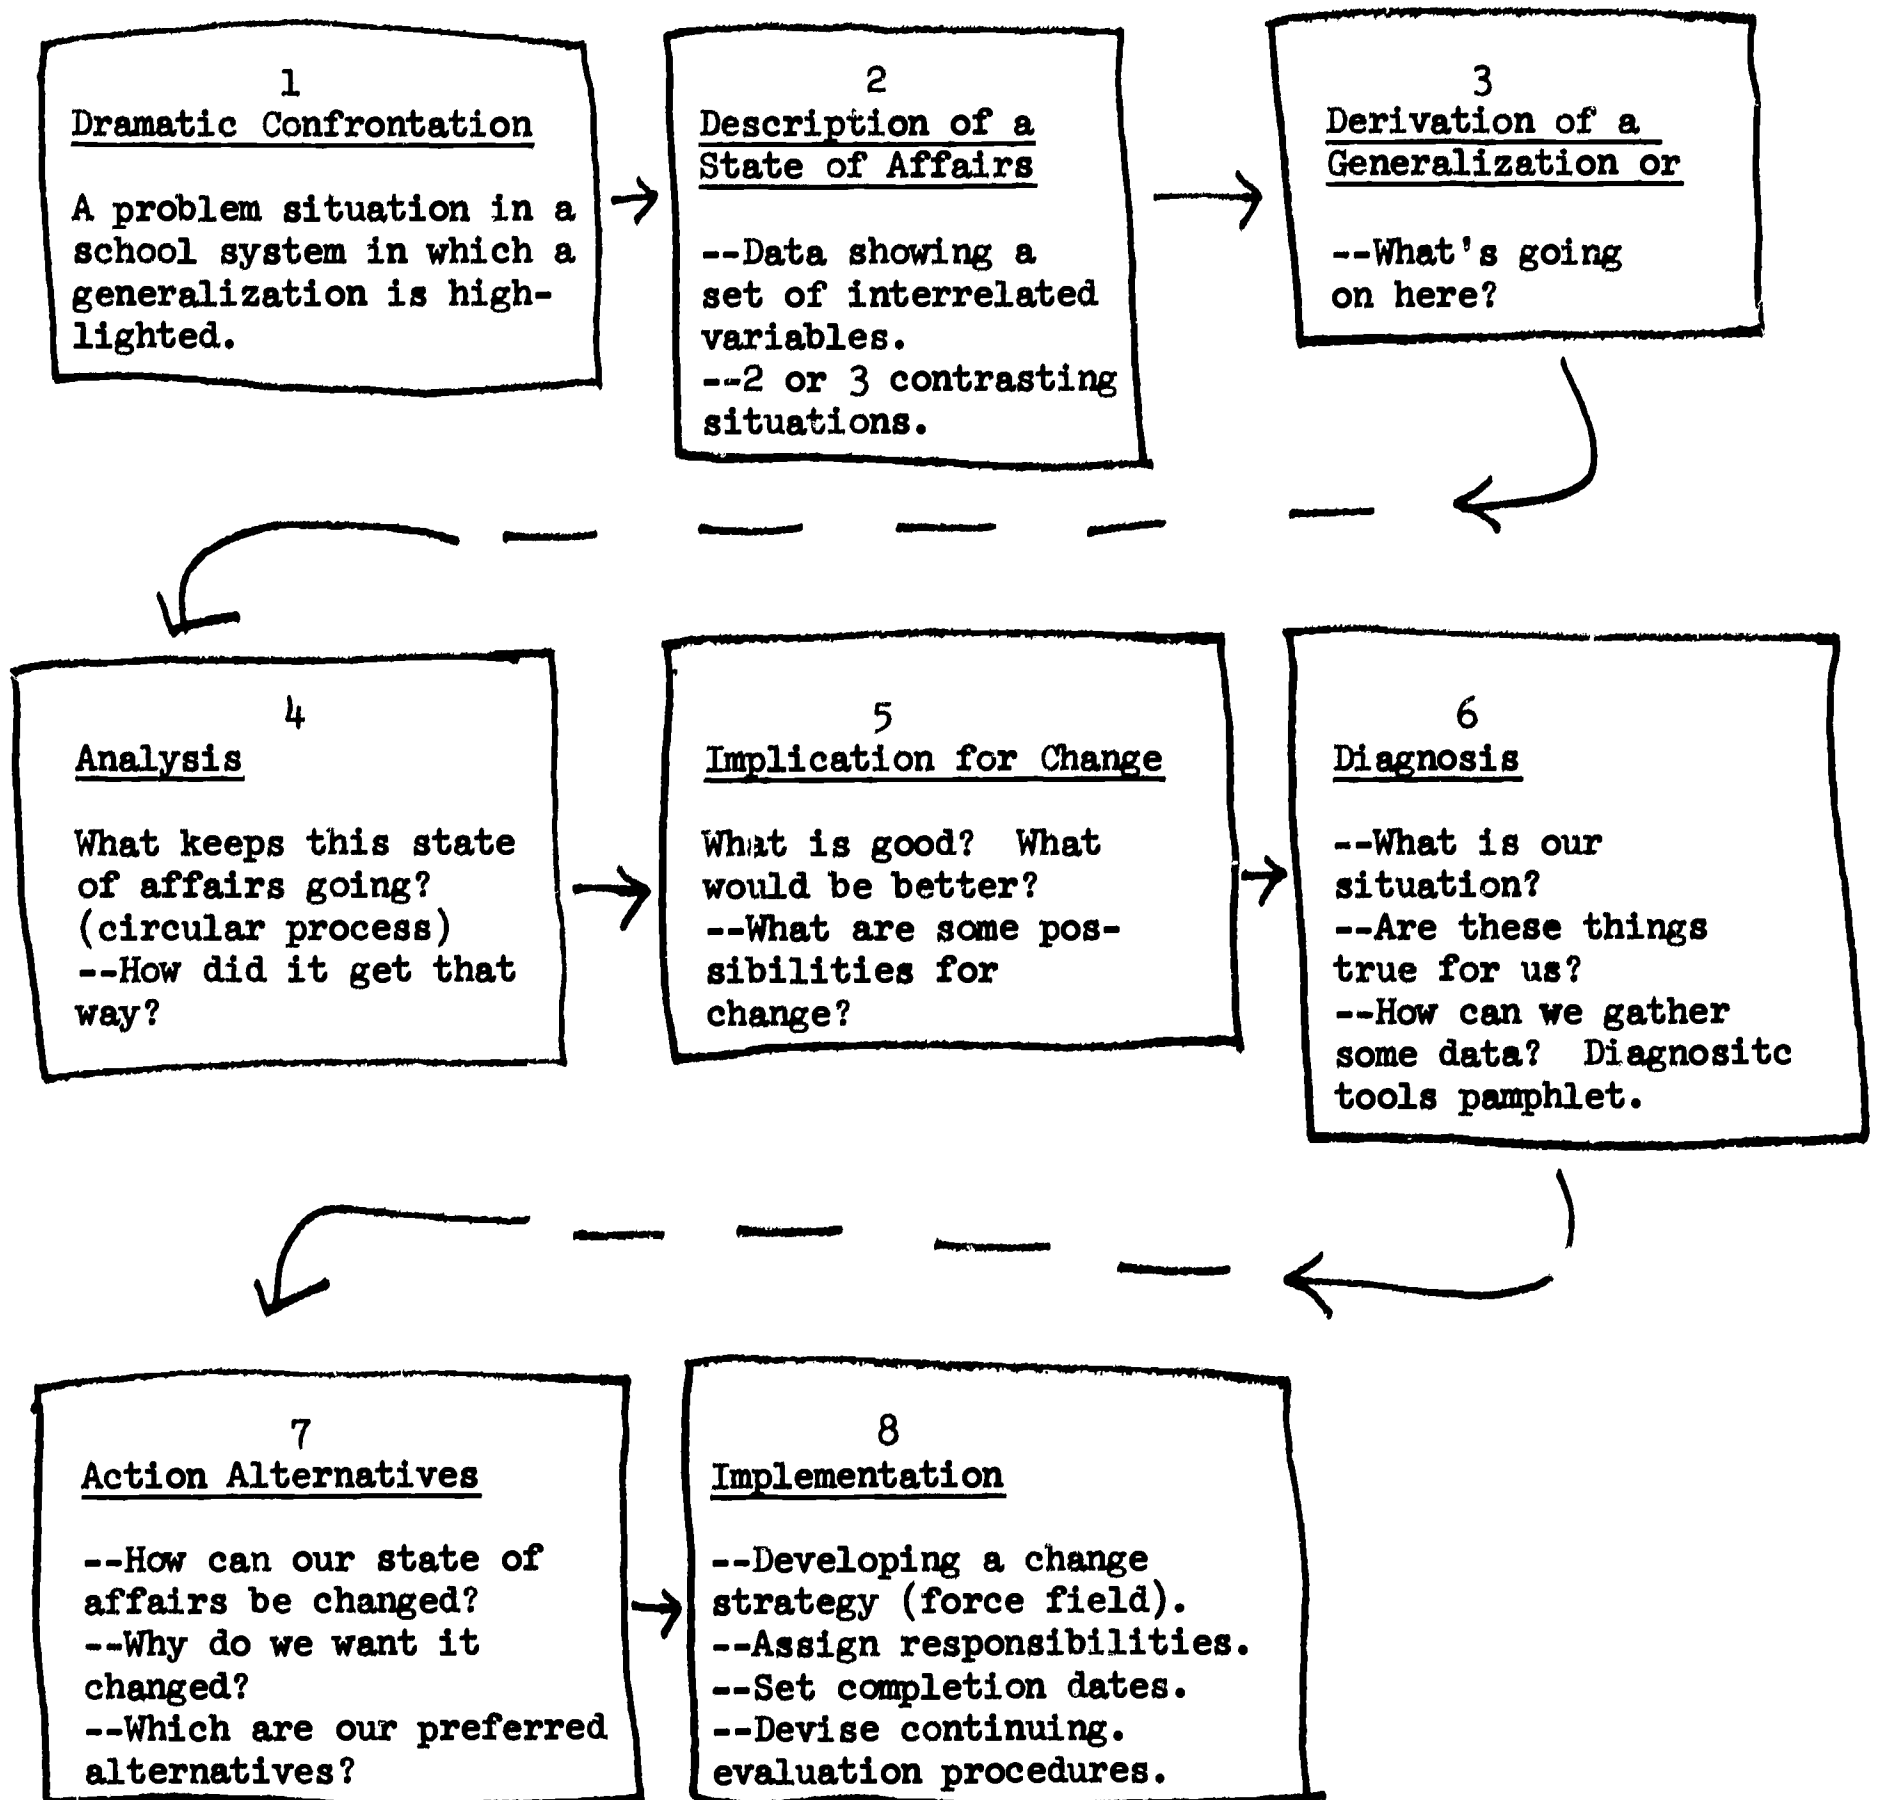 1
Dramatic Confrontation
A problem situation in a
school system in which a
generalization is high-
lighted.
2
Description of a
State of Affairs
--Data showing a
set of interrelated
variables.
--2 or 3 contrasting
situations.
3
Derivation of a
Generalization or
--What's going
on here?
4
Analysis
What keeps this state
of affairs going?
(circular process)
--How did it get that
way?
5
Implication for Change
What is good?  What
would be better?
--What are some pos-
sibilities for
change?
6
Diagnosis
--What is our
situation?
--Are these things
true for us?
--How can we gather
some data?  Diagnositc
tools pamphlet.
7
Action Alternatives
--How can our state of
affairs be changed?
--Why do we want it
changed?
--Which are our preferred
alternatives?
8
Implementation
--Developing a change
strategy (force field).
--Assign responsibilities.
--Set completion dates.
--Devise continuing.
evaluation procedures.